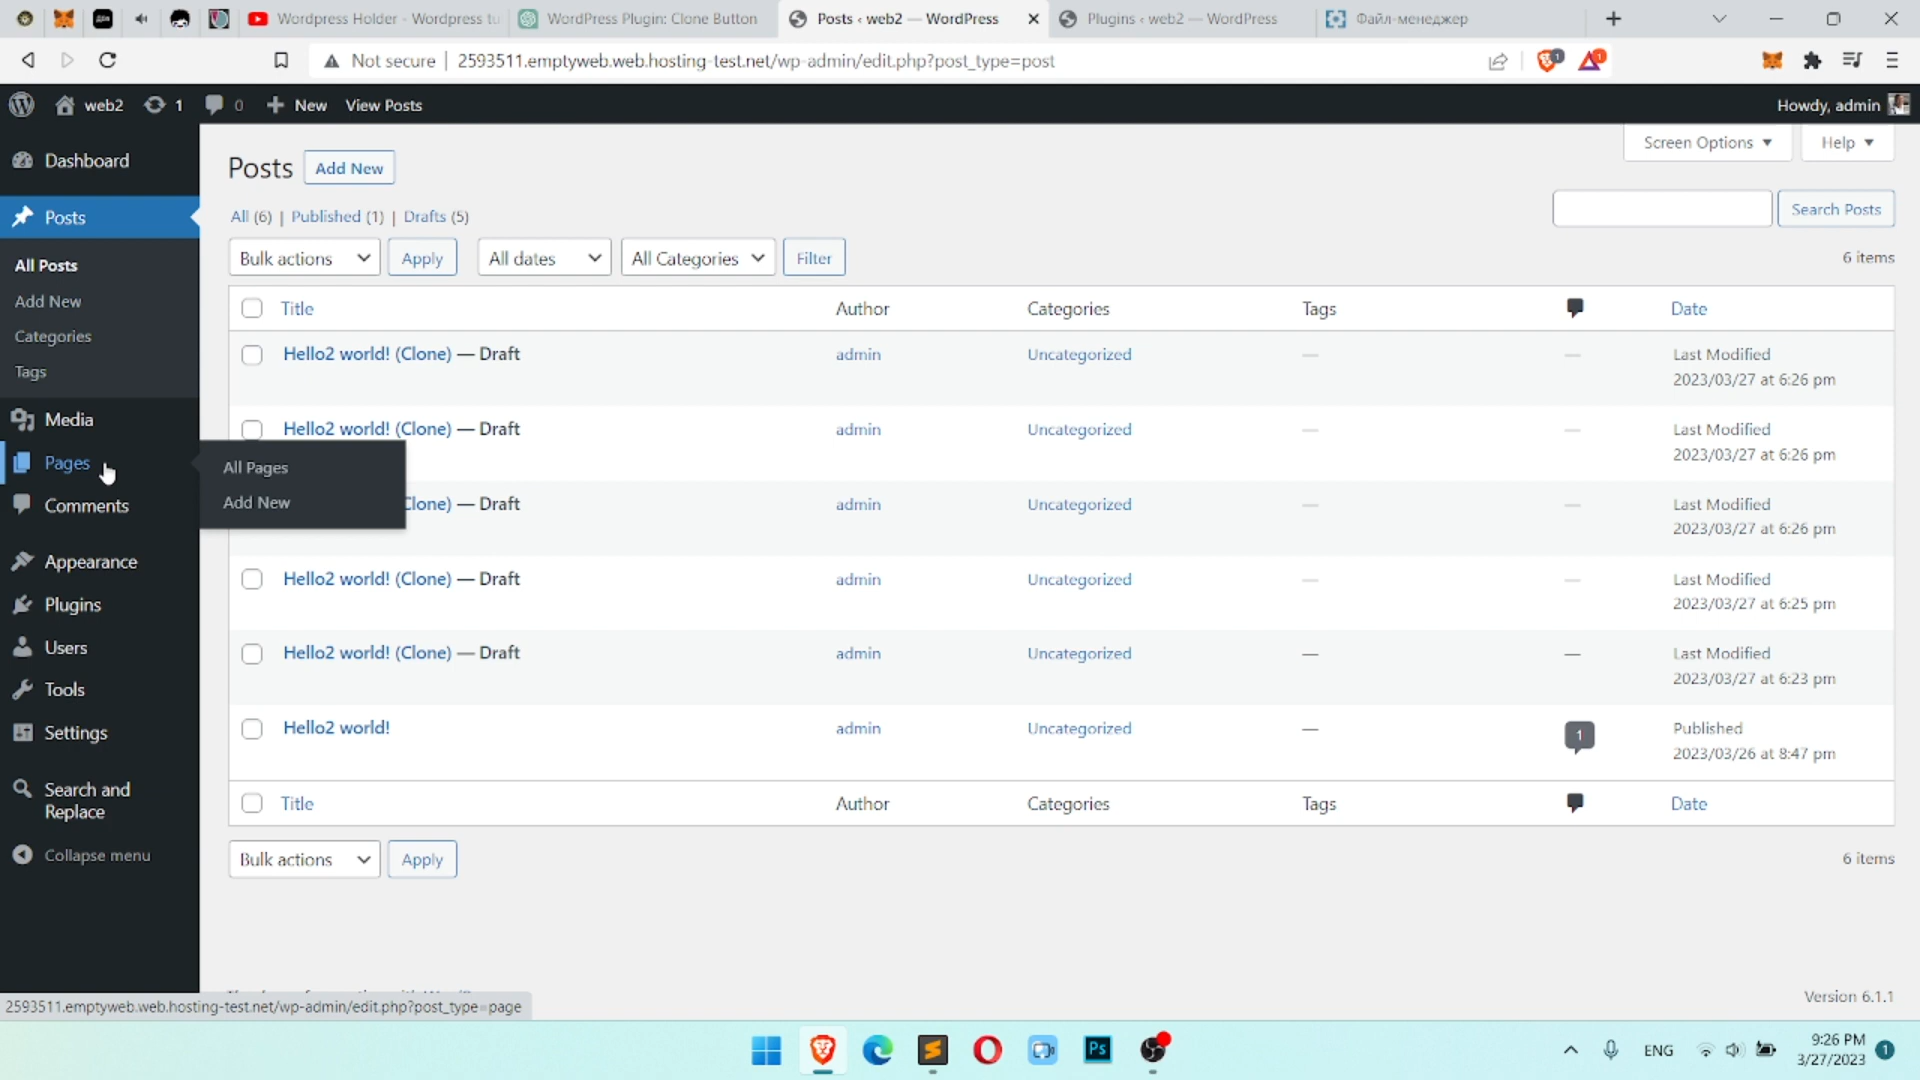 Wordpress Holder - Wordpress tu
WordPress Plugin: Clone Button
Posts ‹ web2 — WordPress
Plugins ‹ web2 — WordPress
Файл-менеджер
Not secure
2593511.emptyweb.web.hosting-test.net/wp-admin/edit.php?post_type=post
1
1
web2
1
0
New
View Posts
Howdy, admin
Dashboard
Posts
All Posts
Add New
Categories
Tags
Media
Pages
Comments
Appearance
Plugins
Users
Tools
Settings
Search and
Replace
Collapse menu
All Pages
Add New
Posts
Add New
Screen Options
Help
All (6) | Published (1) | Drafts (5)
Search Posts
Bulk actions
Apply
All dates
All Categories
Filter
6 items
Title Author Categories Tags Date
Hello2 world! (Clone) — Draft admin Uncategorized — — Last Modified
2023/03/27 at 6:26 pm
Hello2 world! (Clone) — Draft admin Uncategorized — — Last Modified
2023/03/27 at 6:26 pm
Clone) — Draft admin Uncategorized — — Last Modified
2023/03/27 at 6:26 pm
Hello2 world! (Clone) — Draft admin Uncategorized — — Last Modified
2023/03/27 at 6:25 pm
Hello2 world! (Clone) — Draft admin Uncategorized — — Last Modified
2023/03/27 at 6:23 pm
Hello2 world! admin Uncategorized — 1 Published
2023/03/26 at 8:47 pm
Title Author Categories Tags Date
Bulk actions
Apply
6 items
Version 6.1.1
2593511.emptyweb.web.hosting-test.net/wp-admin/edit.php?post_type=page
Ps
ENG
9:26 PM
3/27/2023
1